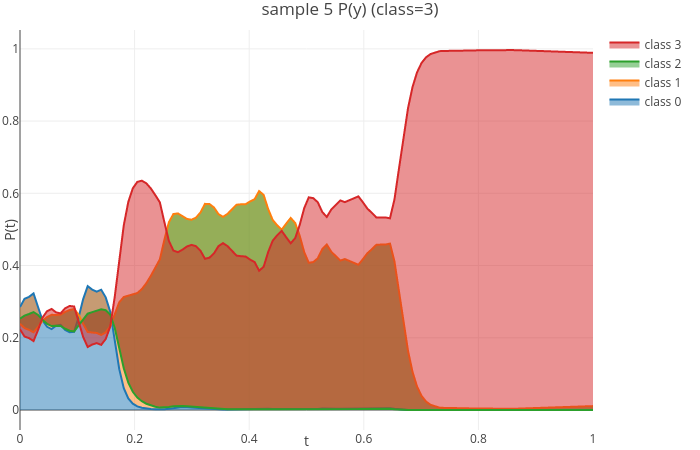 sample 5 P(y) (class=3)
class 3
class 2
class 1
class 0
1
0.8
0.6
0.4
0.2
0
P(t)
0
0.2
0.4
0.6
0.8
1
t